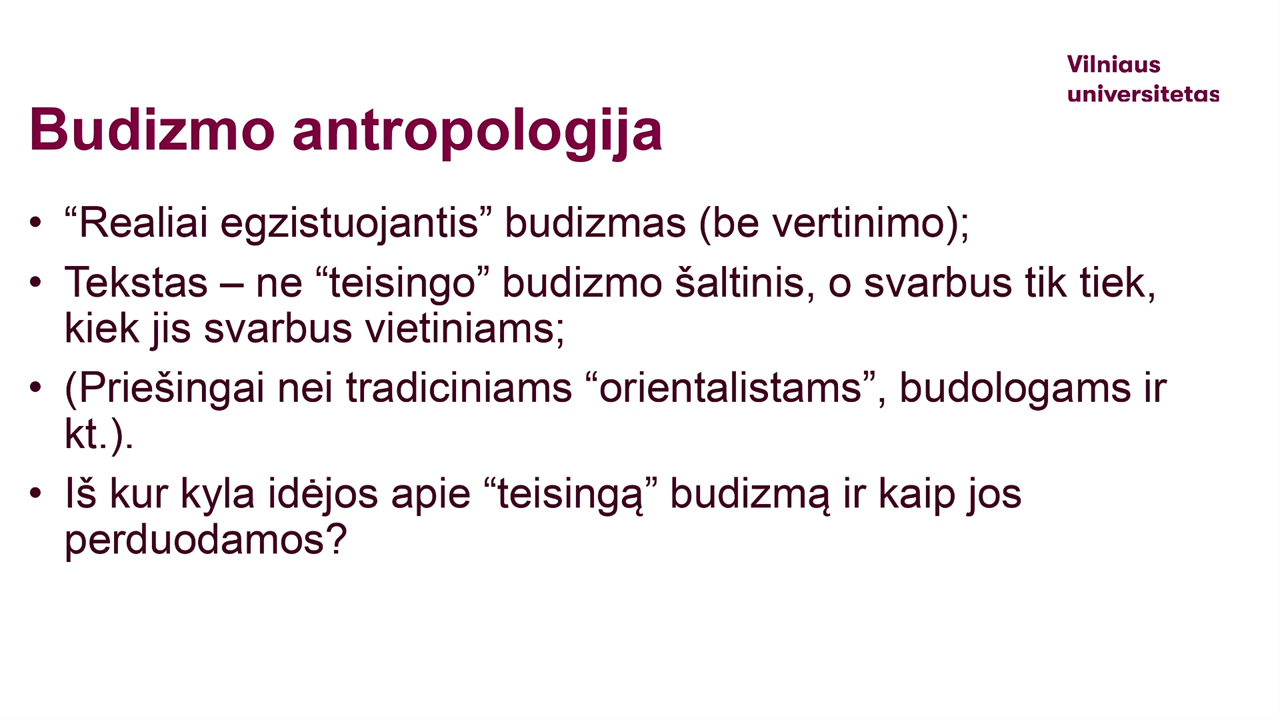 Vilniaus
universitetas
Budizmo antropologija
• “Realiai egzistuojantis” budizmas (be vertinimo);
• Tekstas – ne “teisingo” budizmo šaltinis, o svarbus tik tiek,
kiek jis svarbus vietiniams;
• (Priešingai nei tradiciniams “orientalistams”, budologams ir
kt.).
• Iš kur kyla idėjos apie “teisingą” budizmą ir kaip jos
perduodamos?